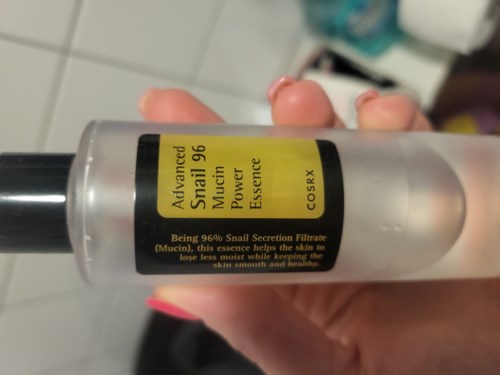 Advanced
Snail 96
Mucin
Power
Essence
COSRX
Being 96% Snail Secretion Filtrate
(Mucin), this essence helps the skin to
lose less moist while keeping the
skin smooth and healthy.